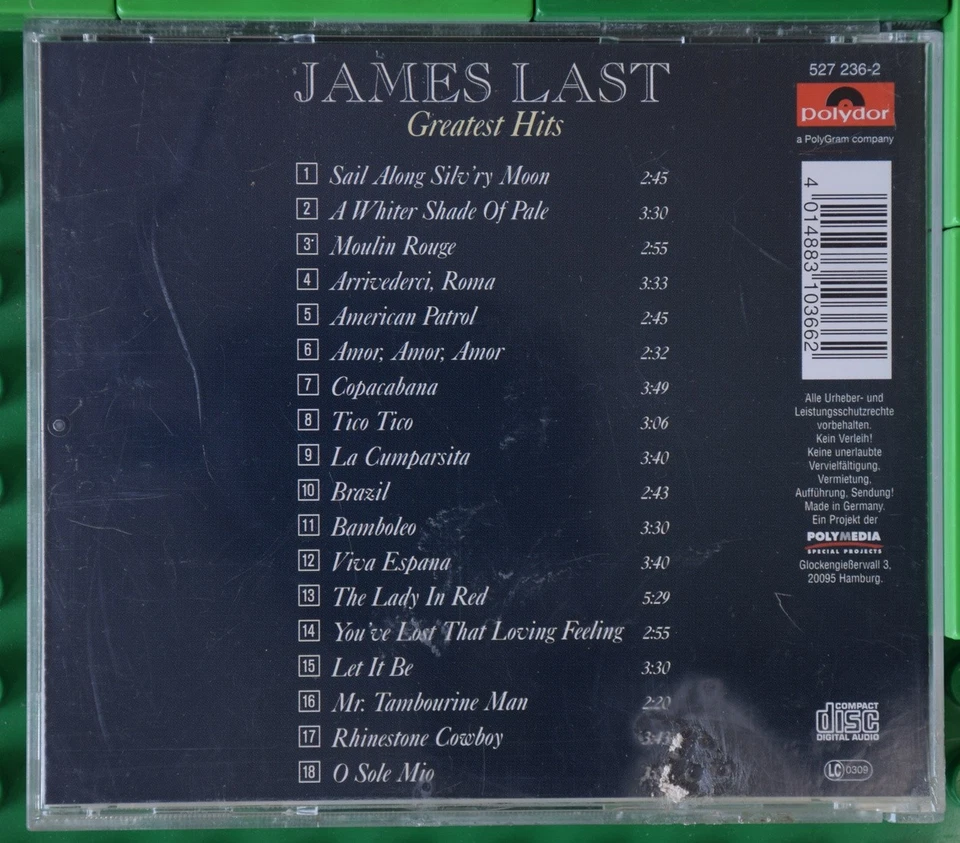 JAMES LAST
Greatest Hits
1 Sail Along Silv'ry Moon 2:45
2 A Whiter Shade Of Pale 3:30
3 Moulin Rouge 2:55
4 Arrivederci, Roma 3:33
5 American Patrol 2:45
6 Amor, Amor, Amor 2:32
7 Copacabana 3:49
8 Tico Tico 3:06
9 La Cumparsita 3:40
10 Brazil 2:43
11 Bamboleo 3:30
12 Viva Espana 3:40
13 The Lady In Red 5:29
14 You've Lost That Loving Feeling 2:55
15 Let It Be 3:30
16 Mr. Tambourine Man 2:20
17 Rhinestone Cowboy 3:43
18 O Sole Mio
527 236-2
polydor
a PolyGram company
4 014883 103662
Alle Urheber- und
Leistungsschutzrechte
vorbehalten.
Kein Verleih!
Keine unerlaubte
Vervielfältigung,
Vermietung,
Aufführung, Sendung!
Made in Germany.
Ein Projekt der
POLYMEDIA
SPECIAL PROJECTS
Glockengießerwall 3,
20095 Hamburg.
COMPACT
disc
DIGITAL AUDIO
LC 0309